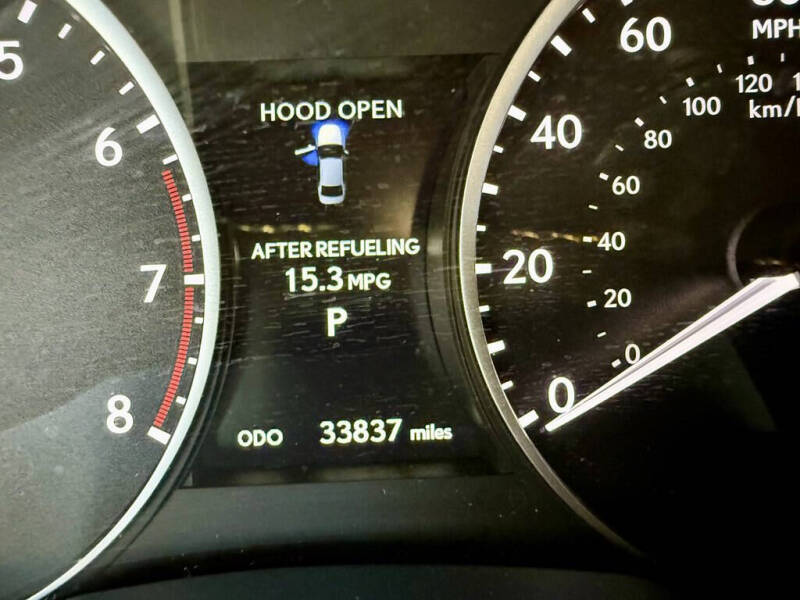 HOOD OPEN
AFTER REFUELING
15.3 MPG
P
ODO 33837 miles
5
6
7
8
60
MPH
40
20
0
120
100
km/
80
60
40
20
0